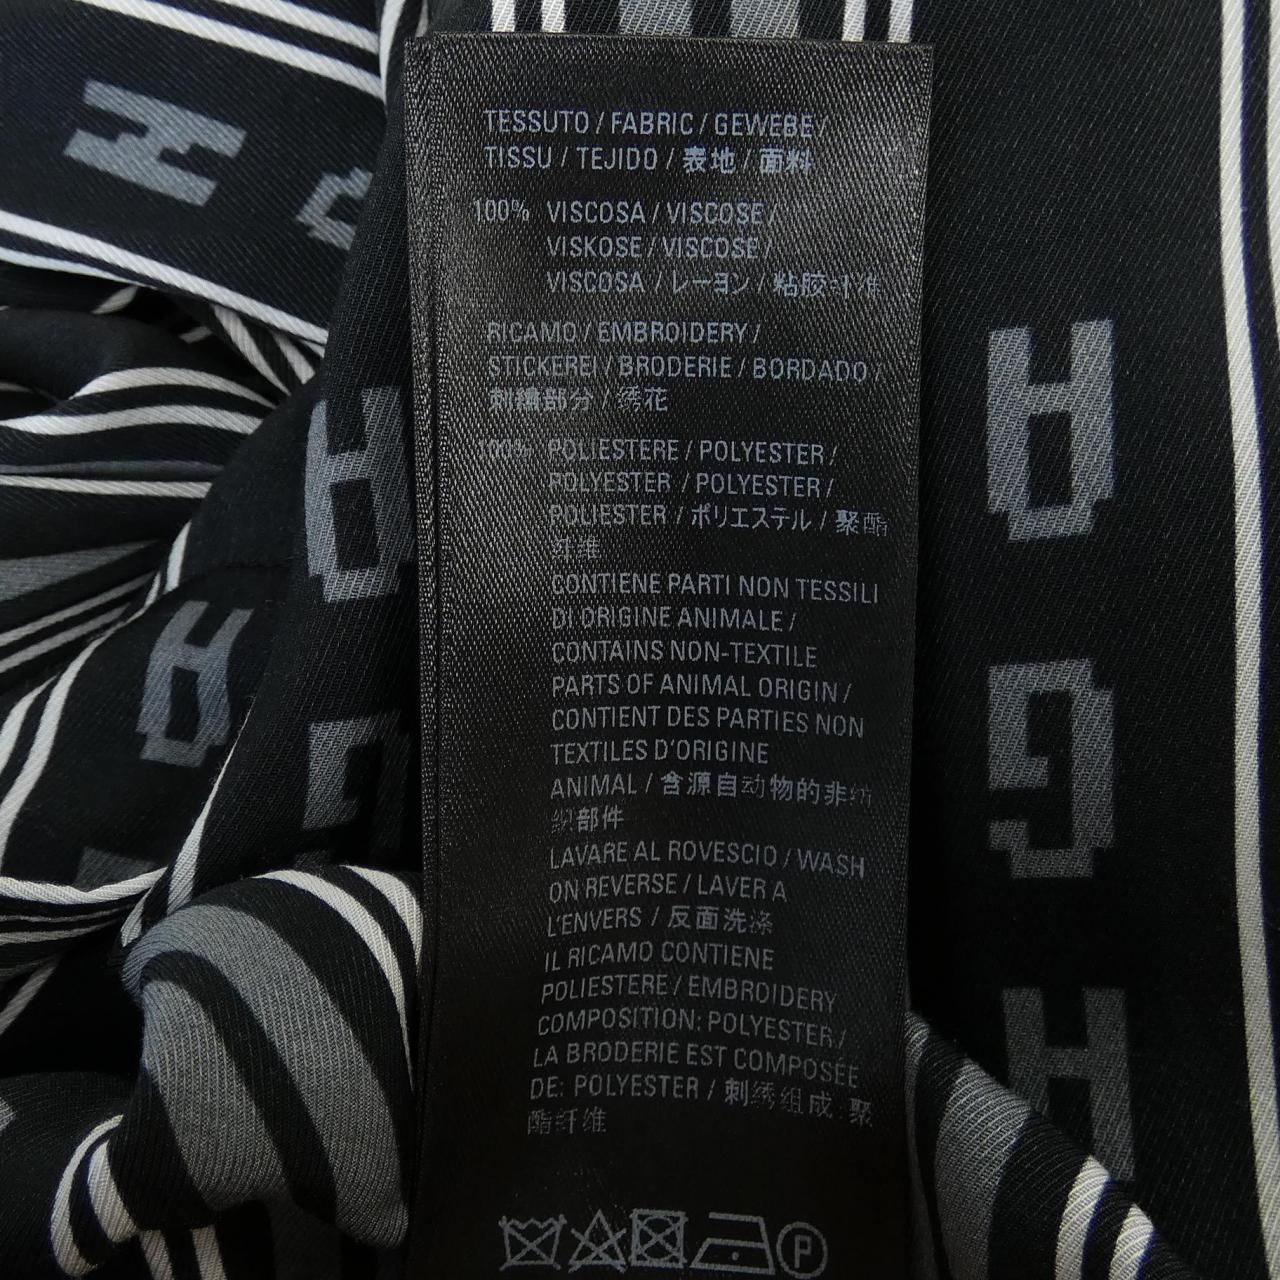 TESSUTO / FABRIC / GEWEBE /
TISSU / TEJIDO / 表地 / 面料
100% VISCOSA / VISCOSE /
VISKOSE / VISCOSE /
VISCOSA / レーヨン / 粘胶纤维
RICAMO / EMBROIDERY /
STICKEREI / BRODERIE / BORDADO /
刺繍部分 / 绣花
100% POLIESTERE / POLYESTER /
POLYESTER / POLYESTER /
POLIESTER / ポリエステル / 聚酯
纤维
CONTIENE PARTI NON TESSILI
DI ORIGINE ANIMALE /
CONTAINS NON-TEXTILE
PARTS OF ANIMAL ORIGIN /
CONTIENT DES PARTIES NON
TEXTILES D'ORIGINE
ANIMAL / 含源自动物的非纺
织部件
LAVARE AL ROVESCIO / WASH
ON REVERSE / LAVER A
L'ENVERS / 反面洗涤
IL RICAMO CONTIENE
POLIESTERE / EMBROIDERY
COMPOSITION: POLYESTER /
LA BRODERIE EST COMPOSÉE
DE: POLYESTER / 刺绣组成: 聚
酯纤维
P